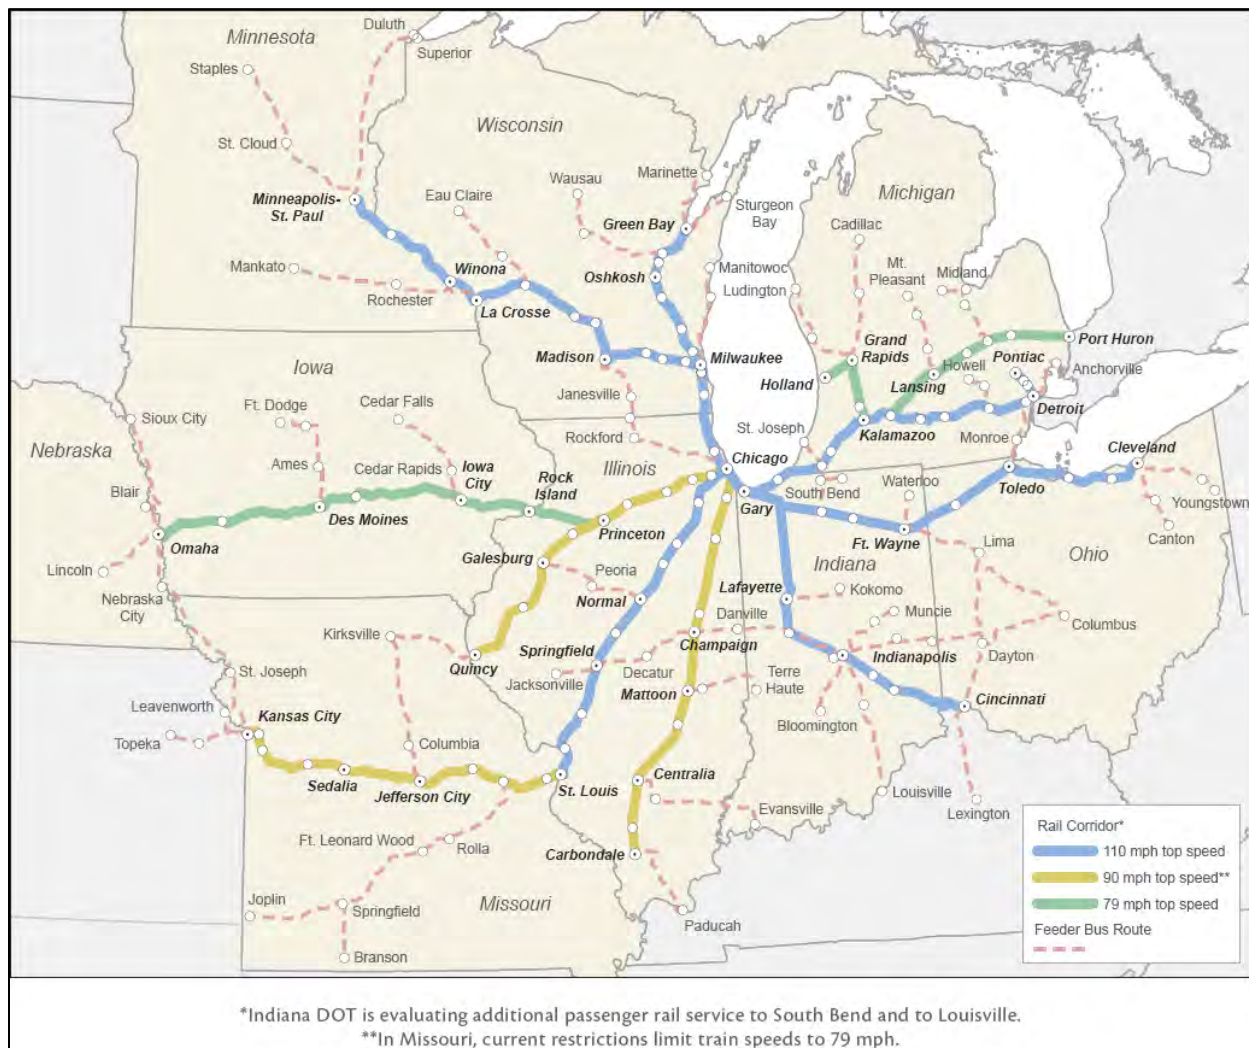 Duluth
Minnesota
Superior
Staples
Wisconsin
St. Cloud
Marinette
Wausau
Michigan
Minneapolis-
St. Paul
Eau Claire
Sturgeon
Bay
Green Bay
Cadillac
Mankato
Winona
Oshkosh
Manitowoc
Mt.
Pleasant
Midland
Ludington
Rochester
La Crosse
Madison
Milwaukee
Grand
Rapids
Port Huron
Pontiac
Iowa
Holland
Lansing
Howell
Anchorville
Janesville
Detroit
Sioux City
Ft. Dodge
Cedar Falls
Rockford
St. Joseph
Kalamazoo
Monroe
Cleveland
Nebraska
Ames
Cedar Rapids
Iowa
City
Rock
Island
Illinois
Chicago
Blair
South Bend
Waterloo
Toledo
Gary
Youngstown
Des Moines
Princeton
Ft. Wayne
Canton
Omaha
Lima
Ohio
Galesburg
Lincoln
Peoria
Indiana
Nebraska
City
Normal
Lafayette
Kokomo
Danville
Muncie
Columbus
Kirksville
Springfield
Champaign
Quincy
Indianapolis
Dayton
St. Joseph
Jacksonville
Decatur
Terre
Haute
Mattoon
Leavenworth
Kansas City
Cincinnati
Topeka
Columbia
Bloomington
Sedalia
Jefferson City
St. Louis
Centralia
Louisville
Evansville
Lexington
Ft. Leonard Wood
Rolla
Carbondale
Joplin
Springfield
Missouri
Paducah
Branson
Rail Corridor*
110 mph top speed
90 mph top speed**
79 mph top speed
Feeder Bus Route
*Indiana DOT is evaluating additional passenger rail service to South Bend and to Louisville.
**In Missouri, current restrictions limit train speeds to 79 mph.